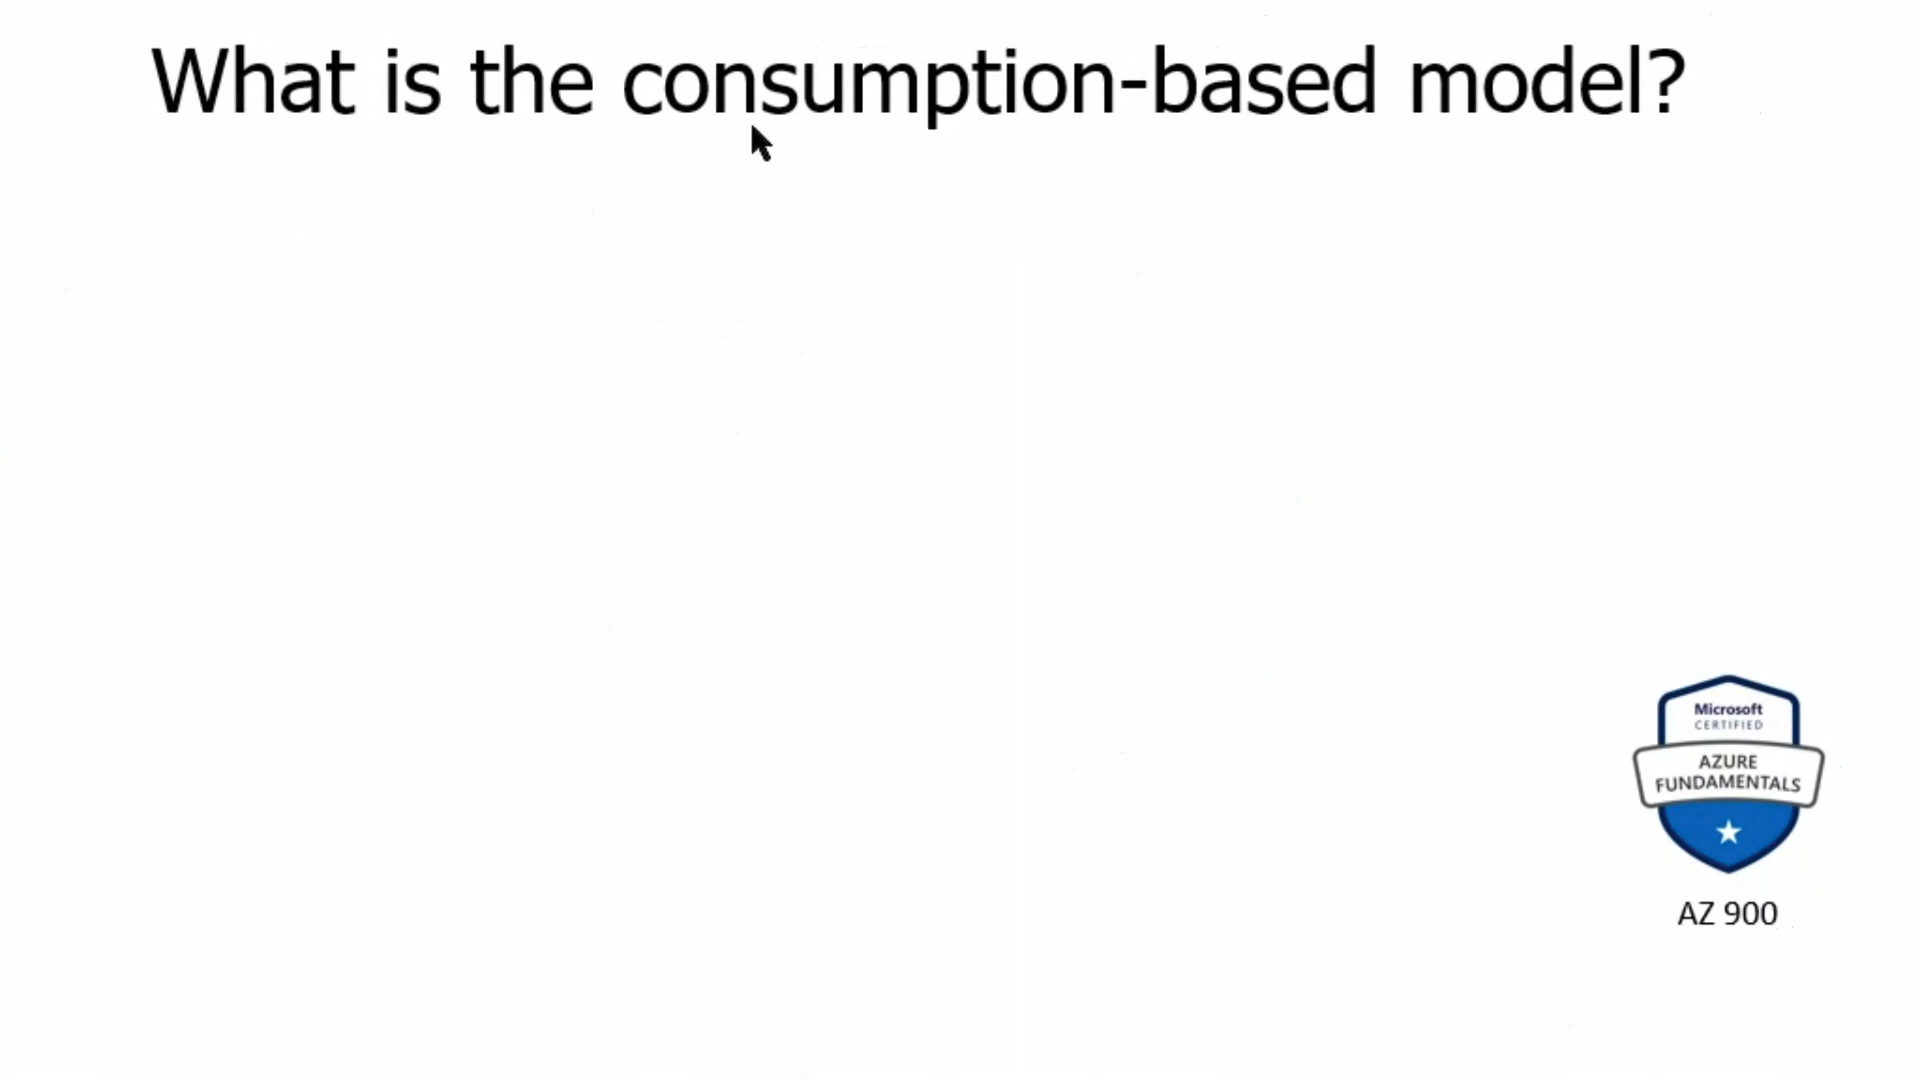 What is the consumption-based model?
Microsoft
CERTIFIED
AZURE
FUNDAMENTALS
AZ 900